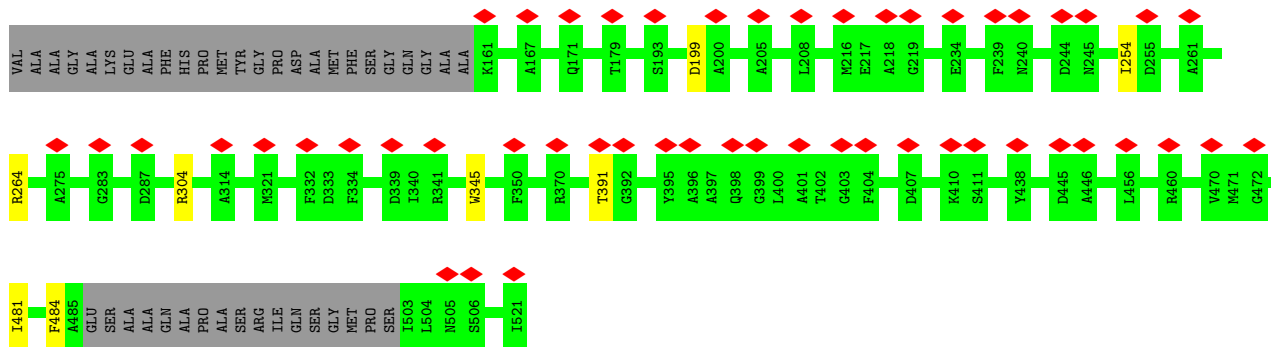 VAL ALA ALA GLY ALA LYS GLU ALA PHE HIS PRO MET TYR GLY PRO ASP ALA MET PHE SER GLY GLN GLY ALA ALA K161 A167 Q171 T179 S193 D199 A200 A205 L208 M216 E217 A218 G219 E234 F239 N240 D244 N245 I254 D255 A261
R264 A275 G283 D287 R304 A314 M321 F332 D333 F334 D339 I340 R341 W345 F350 R370 T391 G392 Y395 A396 A397 Q398 G399 L400 A401 T402 G403 F404 D407 K410 S411 Y438 D445 A446 L456 R460 V470 M471 G472
I481 F484 A485 GLU SER ALA ALA GLN ALA PRO ALA SER ARG ILE GLN SER GLY MET PRO SER I503 L504 N505 S506 I521